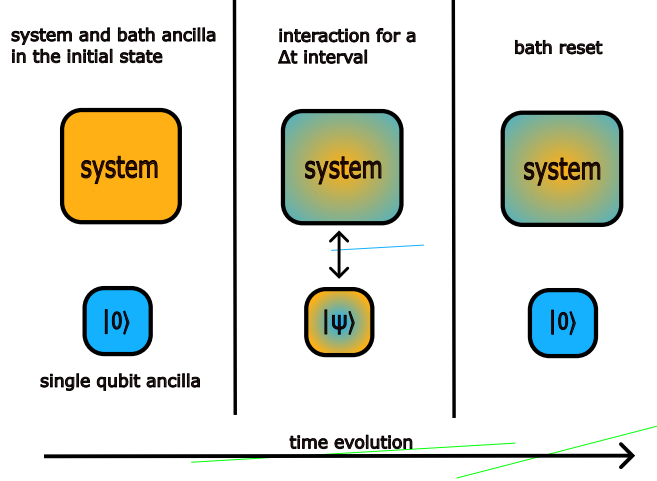 system and bath ancilla
in the initial state
interaction for a
Δt interval
bath reset
system
system
system
|0⟩
|ψ⟩
|0⟩
single qubit ancilla
time evolution